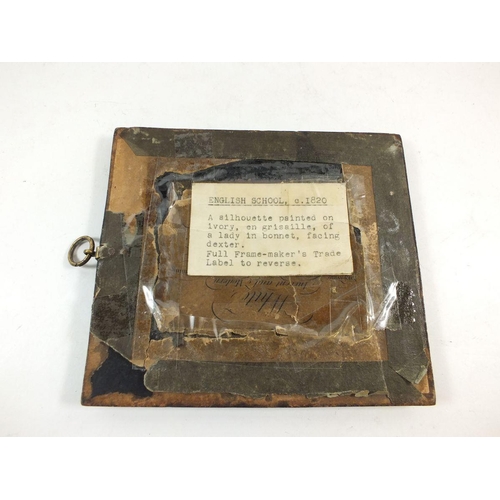 ENGLISH SCHOOL, c.1820
A silhouette painted on
ivory, en grisaille, of
a lady in bonnet, facing
dexter.
Full Frame-maker's Trade
Label to reverse.